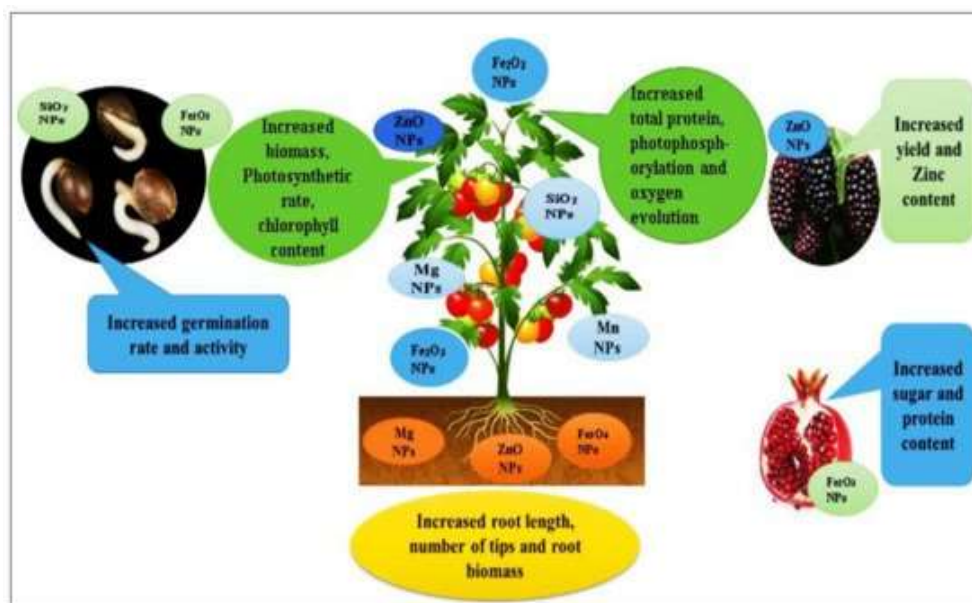 SiO₂
NPs
Fe₂O₃
NPs
Increased germination
rate and activity
Increased
biomass,
Photosynthetic
rate,
chlorophyll
content
ZnO
NPs
Fe₂O₃
NPs
Increased
total protein,
photophosph-
orylation and
oxygen
evolution
SiO₂
NPs
Mg
NPs
Mn
NPs
Fe₂O₃
NPs
Mg
NPs
ZnO
NPs
Fe₃O₄
NPs
Increased root length,
number of tips and root
biomass
ZnO
NPs
Increased
yield and
Zinc
content
Increased
sugar and
protein
content
Fe₂O₃
NPs